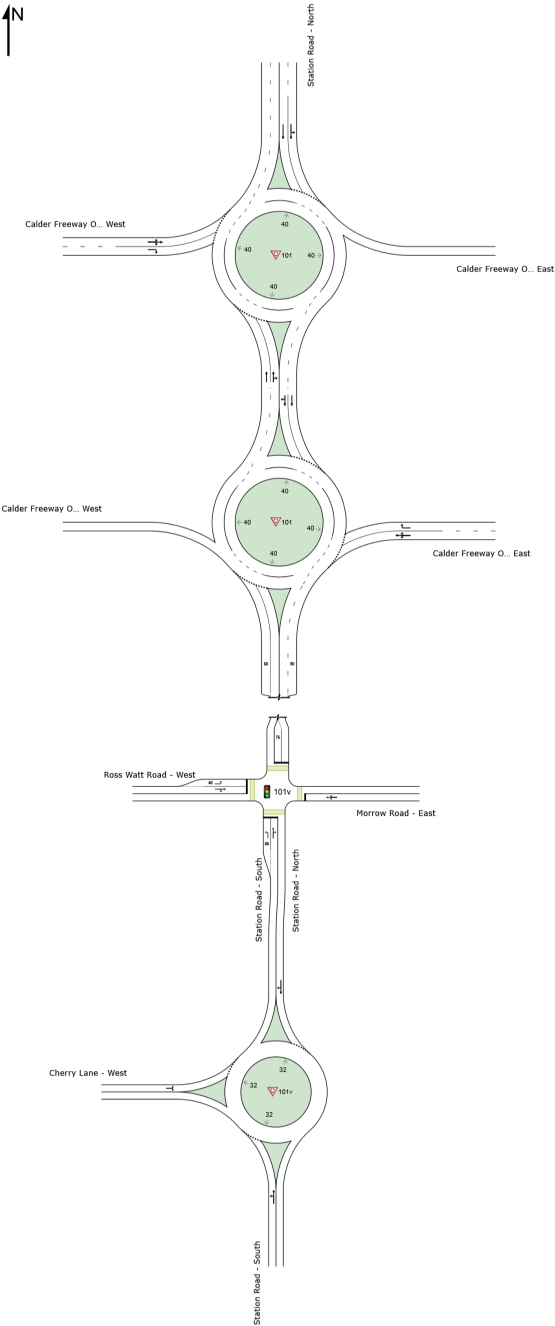 N
Station Road - North
Calder Freeway O... West
40
40
101
40
40
Calder Freeway O... East
Calder Freeway O... West
40
40
101
40
40
Calder Freeway O... East
Ross Watt Road - West
101v
Morrow Road - East
Station Road - South
Station Road - North
Cherry Lane - West
32
32
101v
32
Station Road - South